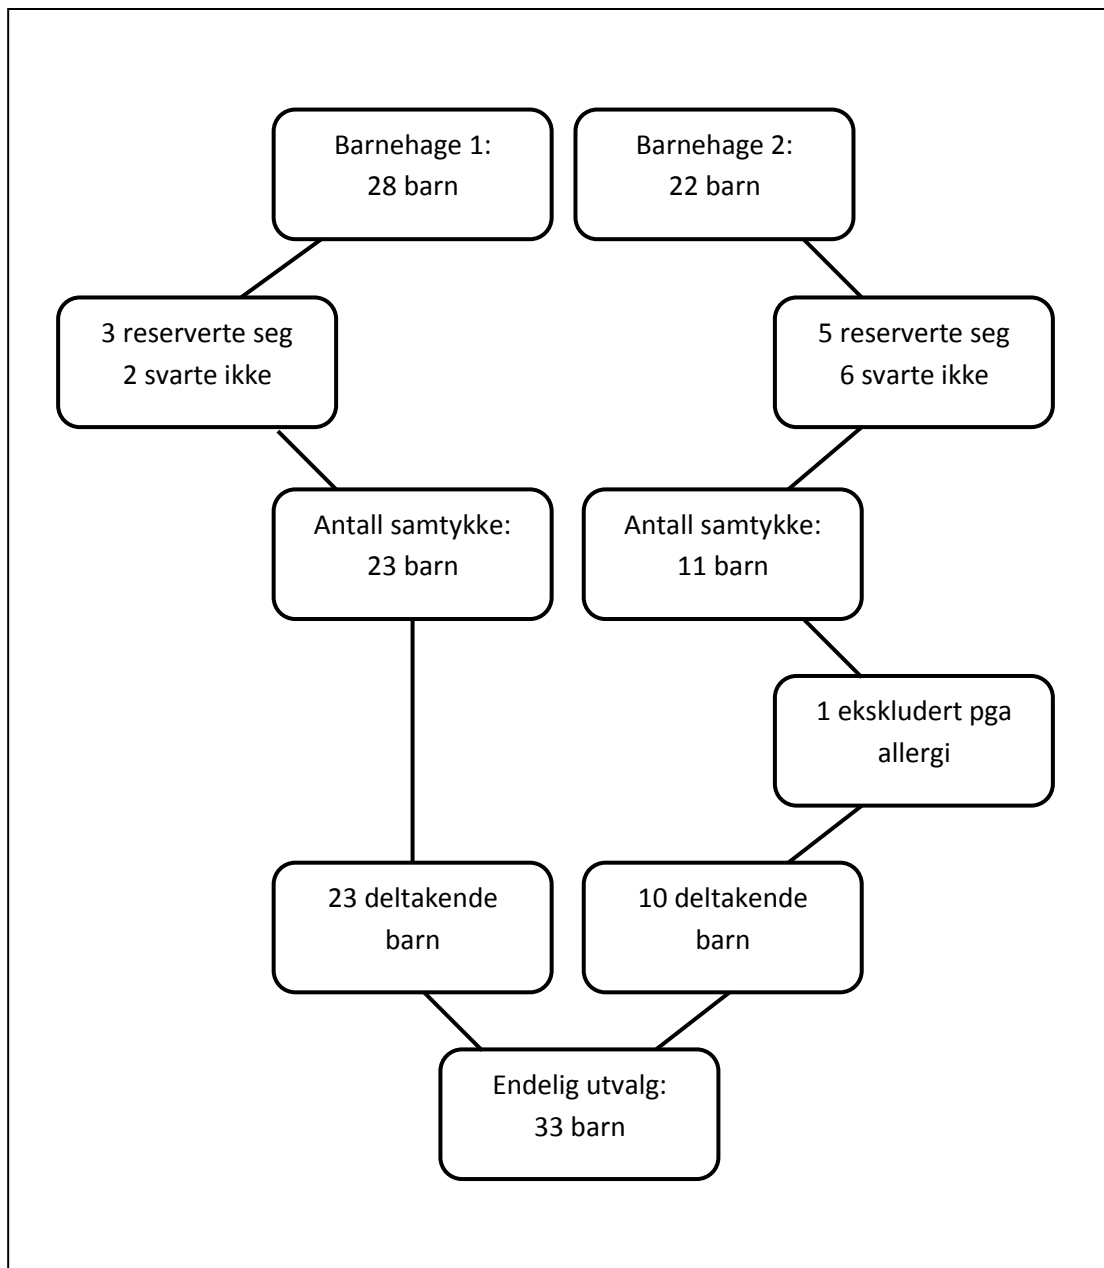 Barnehage 1:
28 barn
Barnehage 2:
22 barn
3 reserverte seg
2 svarte ikke
5 reserverte seg
6 svarte ikke
Antall samtykke:
23 barn
Antall samtykke:
11 barn
1 ekskludert pga
allergi
23 deltakende
barn
10 deltakende
barn
Endelig utvalg:
33 barn